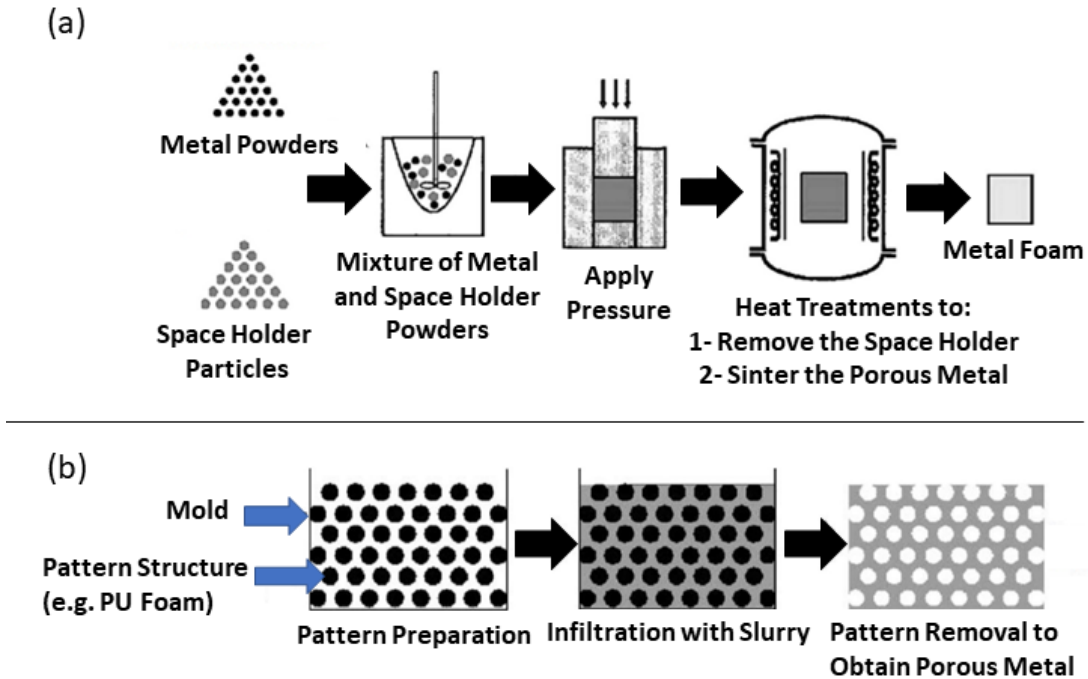 (a)
Metal Powders
Space Holder
Particles
Mixture of Metal
and Space Holder
Powders
Apply
Pressure
Heat Treatments to:
1- Remove the Space Holder
2- Sinter the Porous Metal
Metal Foam
(b)
Mold
Pattern Structure
(e.g. PU Foam)
Pattern Preparation
Infiltration with Slurry
Pattern Removal to
Obtain Porous Metal